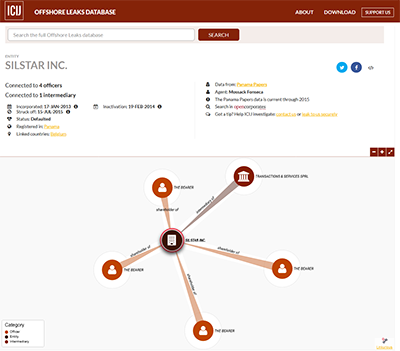 ICIJ
OFFSHORE LEAKS DATABASE
ABOUT
DOWNLOAD
SUPPORT US
Search the full Offshore Leaks database
SEARCH
ENTITY
SILSTAR INC.
Connected to 4 officers
Connected to 1 intermediary
Incorporated: 17-JAN-2013
Inactivation: 19-FEB-2014
Struck off: 15-JUL-2015
Status: Defaulted
Registered in: Panama
Linked countries: Belgium
</> 
Data from: Panama Papers
Agent: Mossack Fonseca
The Panama Papers data is current through 2015
Search in opencorporates
Got a tip? Help ICIJ investigate: contact us or leak to us securely
THE BEARER
shareholder of
TRANSACTIONS & SERVICES SPRL
intermediary of
SILSTAR INC.
THE BEARER
shareholder of
THE BEARER
shareholder of
THE BEARER
shareholder of
Category
Officer
Entity
Intermediary